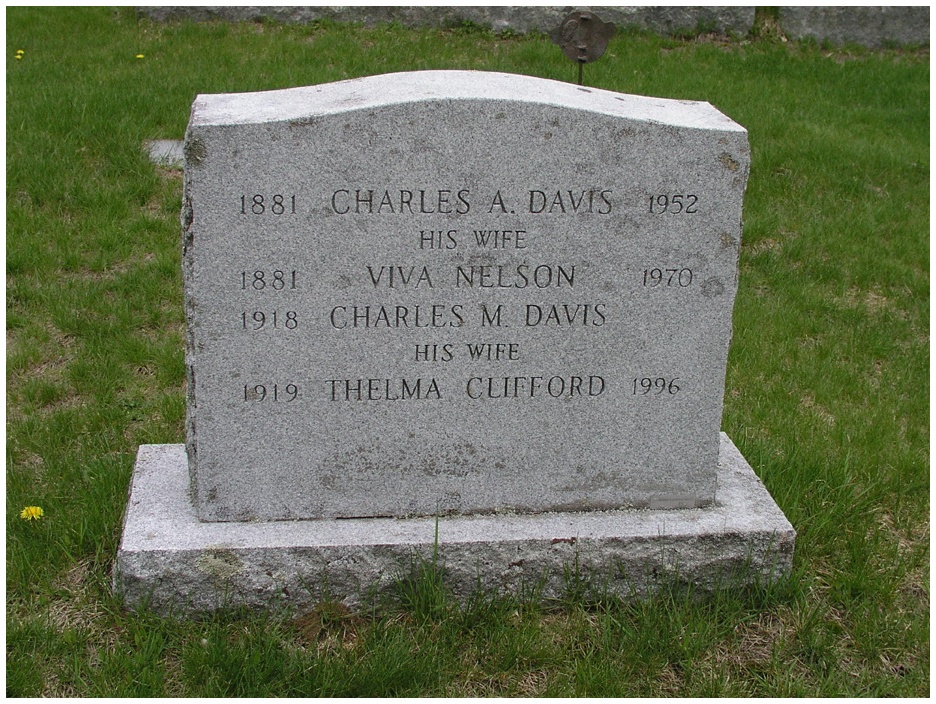 1881 CHARLES A. DAVIS 1952
HIS WIFE
1881 VIVA NELSON 1970
1918 CHARLES M. DAVIS
HIS WIFE
1919 THELMA CLIFFORD 1996